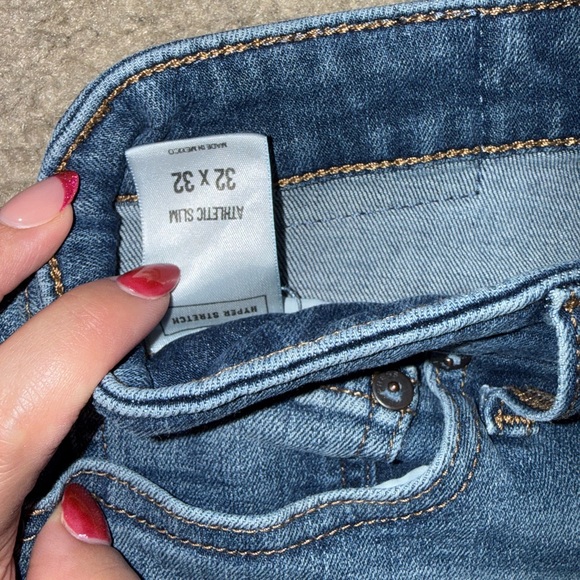 HYPER STRETCH
ATHLETIC SLIM
32 X 32
MADE IN MEXICO